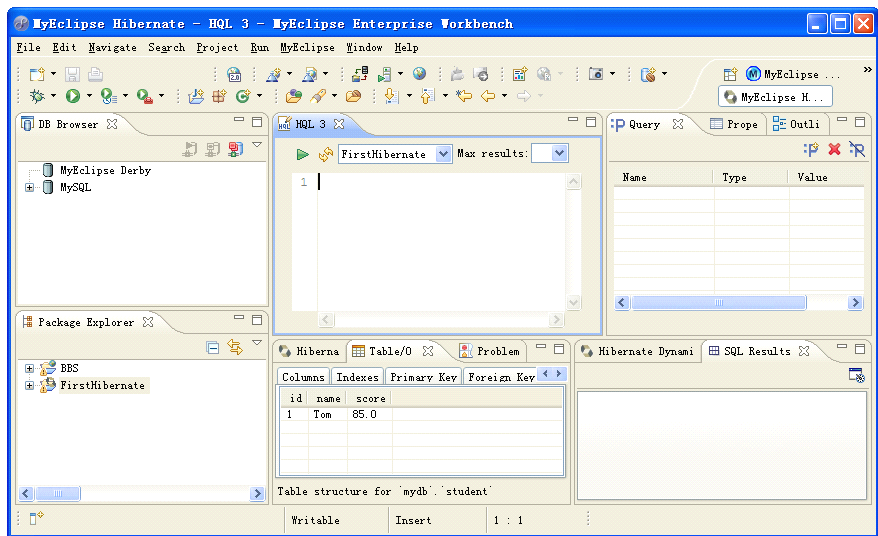 MyEclipse Hibernate - HQL 3 - MyEclipse Enterprise Workbench
File Edit Navigate Search Project Run MyEclipse Window Help
2.0
MyEclipse ...
MyEclipse H...
DB Browser
MyEclipse Derby
MySQL
HQL 3
FirstHibernate Max results:
1
Query Prope Outli
Name Type Value
Package Explorer
BBS
FirstHibernate
Hiberna Table/O Problem
Columns Indexes Primary Key Foreign Key
id name score
1 Tom 85.0
Table structure for `mydb`.`student`
Hibernate Dynami SQL Results
Writable Insert 1 : 1